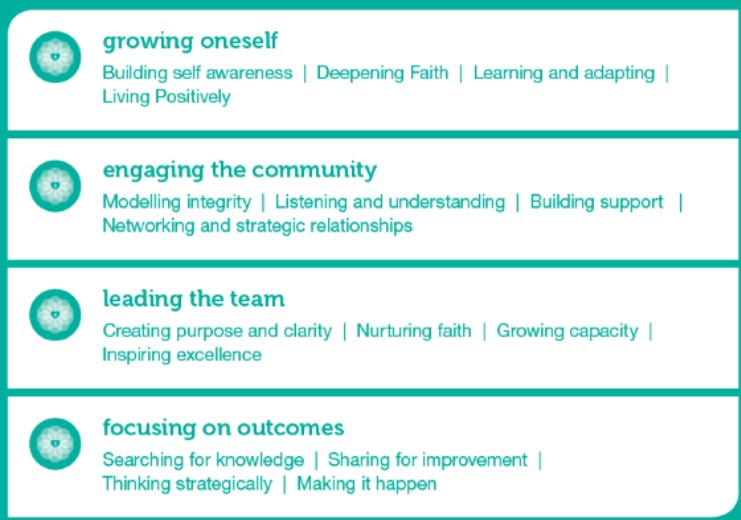 growing oneself
Building self awareness | Deepening Faith | Learning and adapting |
Living Positively
engaging the community
Modelling integrity | Listening and understanding | Building support |
Networking and strategic relationships
leading the team
Creating purpose and clarity | Nurturing faith | Growing capacity |
Inspiring excellence
focusing on outcomes
Searching for knowledge | Sharing for improvement |
Thinking strategically | Making it happen